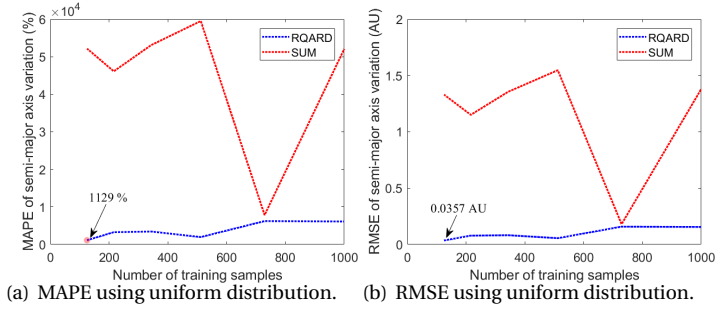 ×10⁴
6
5
4
3
2
1
0
MAPE of semi-major axis variation (%)
RQARD
SUM
1129 %
0 200 400 600 800 1000
Number of training samples
(a) MAPE using uniform distribution.
2
1.5
1
0.5
0
RMSE of semi-major axis variation (AU)
RQARD
SUM
0.0357 AU
0 200 400 600 800 1000
Number of training samples
(b) RMSE using uniform distribution.